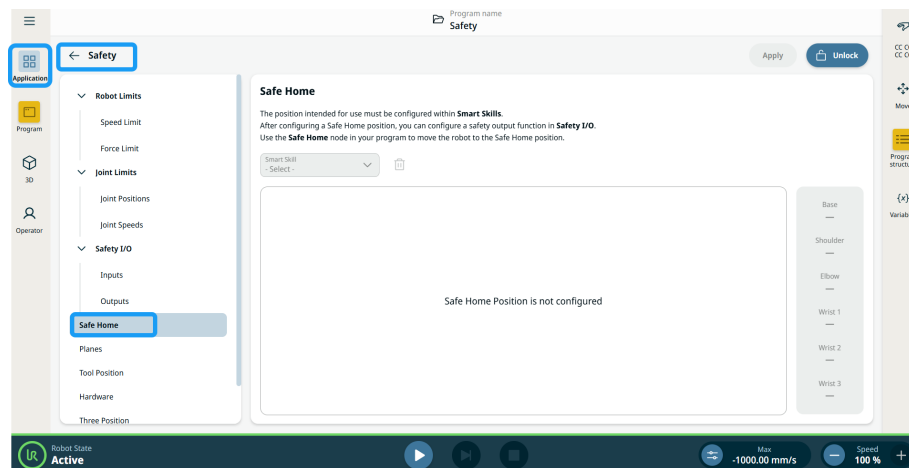 Program name
Safety
Application
Program
3D
Operator
Safety
Apply
Unlock
Robot Limits
Speed Limit
Force Limit
Joint Limits
Joint Positions
Joint Speeds
Safety I/O
Inputs
Outputs
Safe Home
Planes
Tool Position
Hardware
Three Position
Safe Home
The position intended for use must be configured within Smart Skills.
After configuring a Safe Home position, you can configure a safety output function in Safety I/O.
Use the Safe Home node in your program to move the robot to the Safe Home position.
Smart Skill
- Select -
Safe Home Position is not configured
Base
—
Shoulder
—
Elbow
—
Wrist 1
—
Wrist 2
—
Wrist 3
—
CC
CC
Move
Progra
structu
{x}
Variab
UR
Robot State
Active
Max
-1000.00 mm/s
Speed
100 %